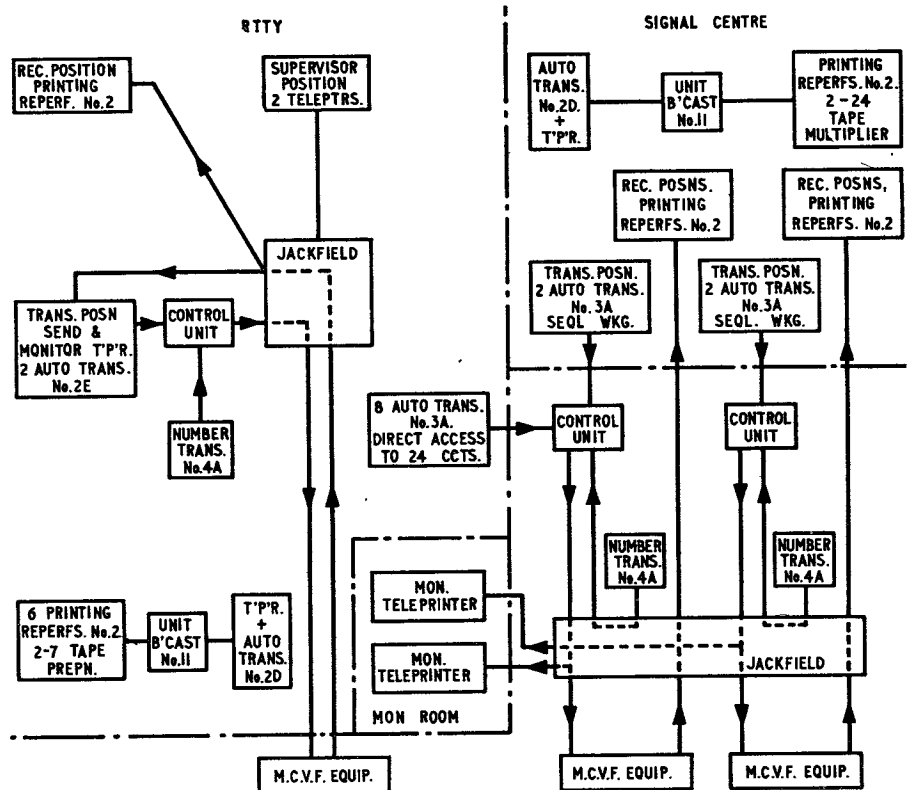 RTTY
SIGNAL CENTRE
REC. POSITION
PRINTING
REPERF. No.2
SUPERVISOR
POSITION
2 TELEPTRS.
AUTO
TRANS.
No.2D.
+
T'P'R.
UNIT
B'CAST
No.11
PRINTING
REPERFS. No.2.
2-24
TAPE
MULTIPLIER
REC. POSNS.
PRINTING
REPERFS. No.2
REC. POSNS,
PRINTING
REPERFS. No.2
JACKFIELD
TRANS. POSN
SEND &
MONITOR T'P'R.
2 AUTO TRANS.
No.2E
CONTROL
UNIT
NUMBER
TRANS.
No.4A
TRANS. POSN.
2 AUTO TRANS.
No.3A
SEQL WKG.
TRANS. POSN.
2 AUTO TRANS.
No.3A
SEQL. WKG.
8 AUTO TRANS.
No.3A.
DIRECT ACCESS
TO 24 CCTS.
CONTROL
UNIT
CONTROL
UNIT
NUMBER
TRANS.
No.4A
NUMBER
TRANS.
No.4A
6 PRINTING
REPERFS. No.2
2-7 TAPE
PREPN.
UNIT
B'CAST
No.11
T'P'R.
+
AUTO
TRANS.
No.2D
MON.
TELEPRINTER
MON.
TELEPRINTER
MON ROOM
JACKFIELD
M.C.V.F. EQUIP.
M.C.V.F. EQUIP.
M.C.V.F. EQUIP.